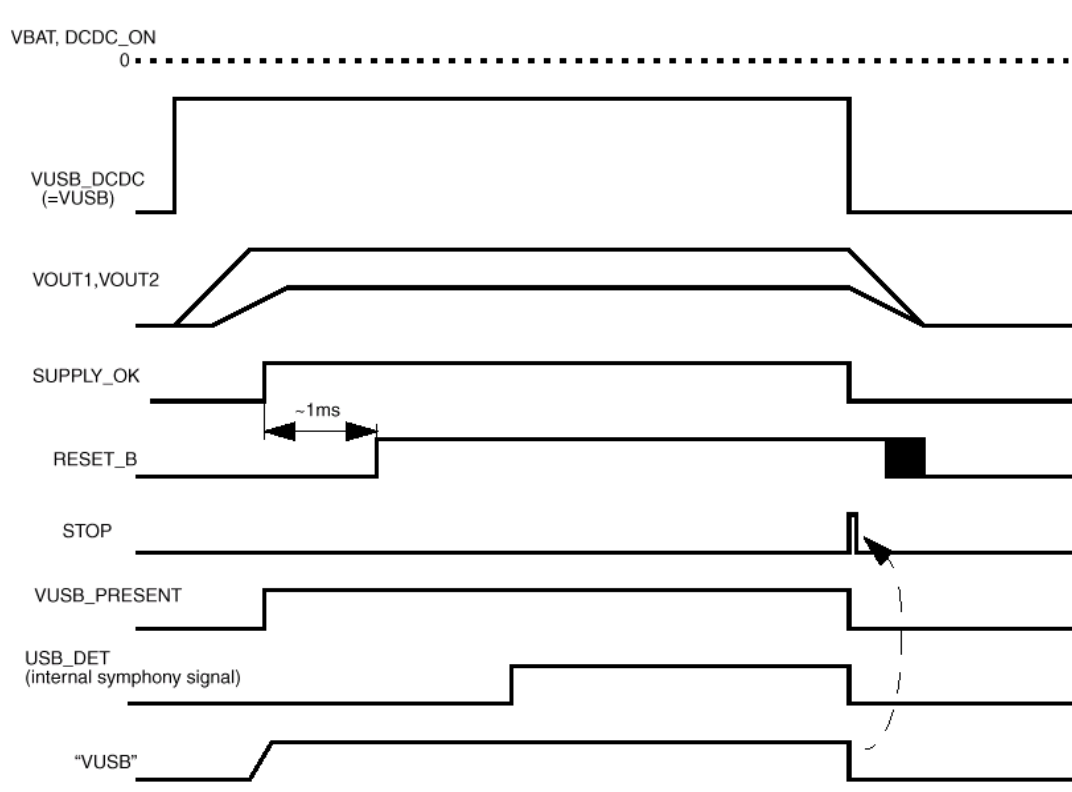 VBAT, DCDC_ON
0
VUSB_DCDC
(=VUSB)
VOUT1,VOUT2
SUPPLY_OK
~1ms
RESET_B
STOP
VUSB_PRESENT
USB_DET
(internal symphony signal)
“VUSB”